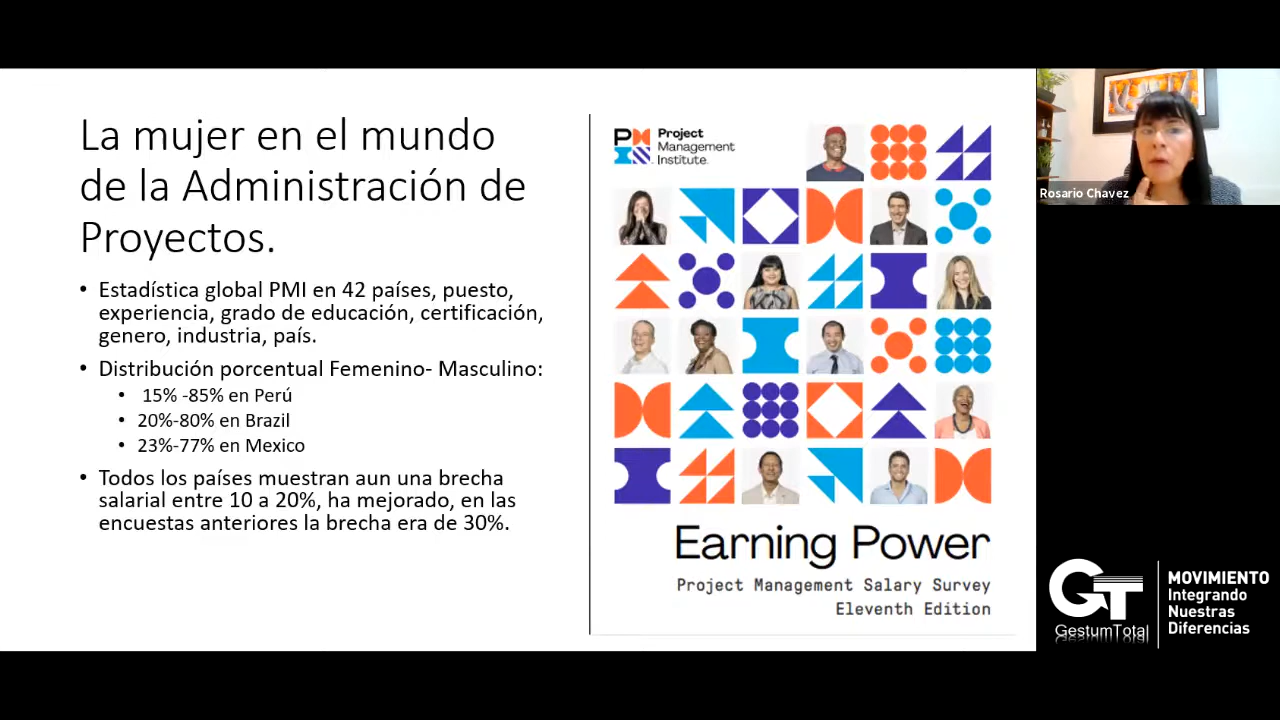 La mujer en el mundo
de la Administración de
Proyectos.
• Estadística global PMI en 42 países, puesto,
experiencia, grado de educación, certificación,
genero, industria, país.
• Distribución porcentual Femenino- Masculino:
• 15% -85% en Perú
• 20%-80% en Brazil
• 23%-77% en Mexico
• Todos los países muestran aun una brecha
salarial entre 10 a 20%, ha mejorado, en las
encuestas anteriores la brecha era de 30%.
Project
Management
Institute.
Earning Power
Project Management Salary Survey
Eleventh Edition
Rosario Chavez
GT
GestumTotal
MOVIMIENTO
Integrando
Nuestras
Diferencias